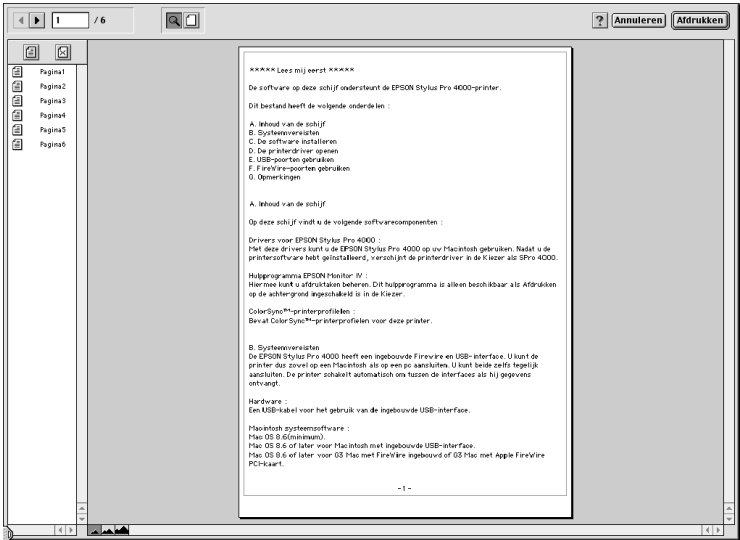 1 / 6
? Annuleren Afdrukken
Pagina1
Pagina2
Pagina3
Pagina4
Pagina5
Pagina6
***** Lees mij eerst *****
De software op deze schijf ondersteunt de EPSON Stylus Pro 4000-printer.
Dit bestand heeft de volgende onderdelen :
A. Inhoud van de schijf
B. Systeemvereisten
C. De software installeren
D. De printerdriver openen
E. USB-poorten gebruiken
F. FireWire-poorten gebruiken
G. Opmerkingen
A. Inhoud van de schijf
Op deze schijf vindt u de volgende softwarecomponenten :
Drivers voor EPSON Stylus Pro 4000 :
Met deze drivers kunt u de EPSON Stylus Pro 4000 op uw Macintosh gebruiken. Nadat u de
printersoftware hebt geïnstalleerd, verschijnt de printerdriver in de Kiezer als SPro 4000.
Hulpprogramma EPSON Monitor IV :
Hiermee kunt u afdruktaken beheren. Dit hulpprogramma is alleen beschikbaar als Afdrukken
op de achtergrond ingeschakeld is in de Kiezer.
ColorSync™-printerprofilellen :
Bevat ColorSync™-printerprofielen voor deze printer.
B. Systeemvereisten
De EPSON Stylus Pro 4000 heeft een ingebouwde Firewire en USB-interface. U kunt de
printer dus zowel op een Macintosh als op een pc aansluiten. U kunt beide zelfs tegelijk
aansluiten. De printer schakelt automatisch om tussen de interfaces als hij gegevens
ontvangt.
Hardware :
Een USB-kabel voor het gebruik van de ingebouwde USB-interface.
Macintosh systeemsoftware :
Mac OS 8.6(minimum).
Mac OS 8.6 of later voor Macintosh met ingebouwde USB-interface.
Mac OS 8.6 of later voor G3 Mac met FireWire ingebouwd of G3 Mac met Apple FireWire
PCI-kaart.
- 1 -